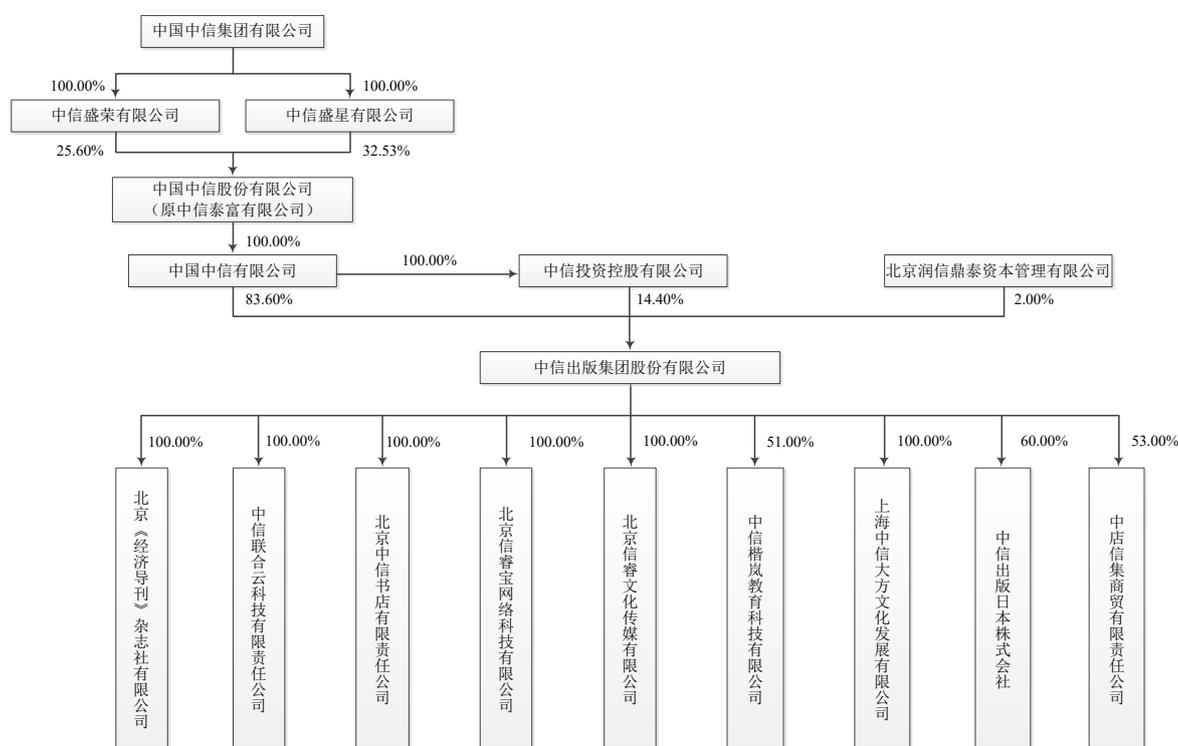 中国中信集团有限公司
100.00%
100.00%
中信盛荣有限公司
中信盛星有限公司
25.60%
32.53%
中国中信股份有限公司
（原中信泰富有限公司）
100.00%
中国中信有限公司
100.00%
中信投资控股有限公司
北京润信鼎泰资本管理有限公司
83.60%
14.40%
2.00%
中信出版集团股份有限公司
100.00%
100.00%
100.00%
100.00%
100.00%
51.00%
100.00%
60.00%
53.00%
北京《经济导刊》杂志社有限公司
中信联合云科技有限责任公司
北京中信书店有限责任公司
北京信睿宝网络科技有限公司
北京信睿文化传媒有限公司
中信楷岚教育科技有限公司
上海中信大方文化发展有限公司
中信出版日本株式会社
中店信集商贸有限责任公司